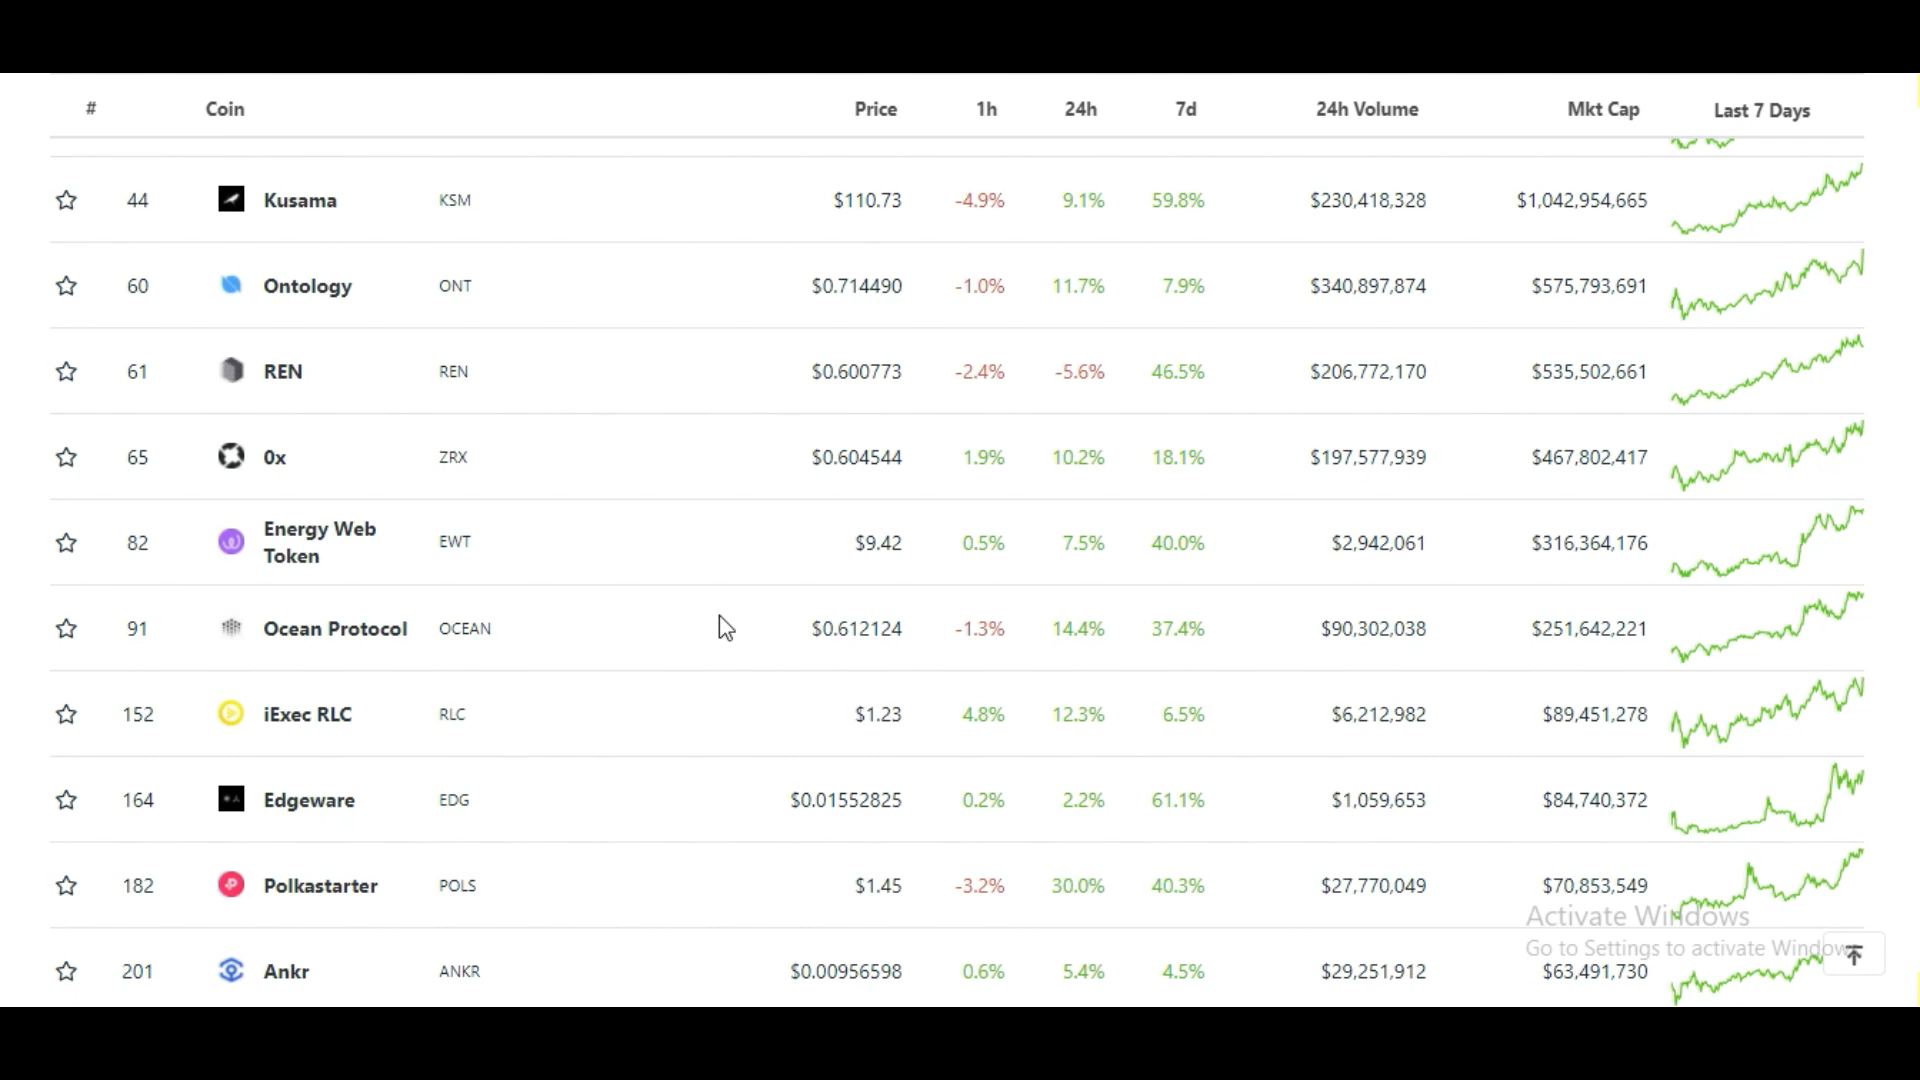 # Coin Price 1h 24h 7d 24h Volume Mkt Cap Last 7 Days
44 Kusama KSM $110.73 -4.9% 9.1% 59.8% $230,418,328 $1,042,954,665
60 Ontology ONT $0.714490 -1.0% 11.7% 7.9% $340,897,874 $575,793,691
61 REN REN $0.600773 -2.4% -5.6% 46.5% $206,772,170 $535,502,661
65 0x ZRX $0.604544 1.9% 10.2% 18.1% $197,577,939 $467,802,417
82 Energy Web Token EWT $9.42 0.5% 7.5% 40.0% $2,942,061 $316,364,176
91 Ocean Protocol OCEAN $0.612124 -1.3% 14.4% 37.4% $90,302,038 $251,642,221
152 iExec RLC RLC $1.23 4.8% 12.3% 6.5% $6,212,982 $89,451,278
164 Edgeware EDG $0.01552825 0.2% 2.2% 61.1% $1,059,653 $84,740,372
182 Polkastarter POLS $1.45 -3.2% 30.0% 40.3% $27,770,049 $70,853,549
Activate Windows
Go to Settings to activate Windows
201 Ankr ANKR $0.00956598 0.6% 5.4% 4.5% $29,251,912 $63,491,730